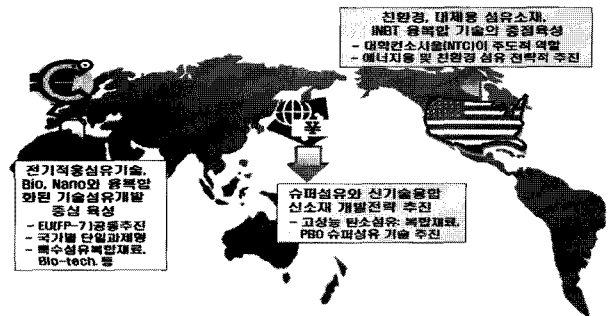 친환경, 대체용 섬유소재,
INBT 융복합 기술의 중점육성
- 대학컨소시움(NTC)이 주도적 역할
- 에너지용 및 친환경 섬유 전략적 추진
전기적응섬유기술,
Bio, Nano와 융복합
화된 기술섬유개발
중심 육성
- EU(FP-7)공동추진
- 국가별 단일과제형
- 특수섬유복합재료,
Bio-tech 등
슈퍼섬유와 신기술융합
신소재 개발전략 추진
- 고성능 탄소섬유: 복합재료,
PBO 슈퍼섬유 기술 추진